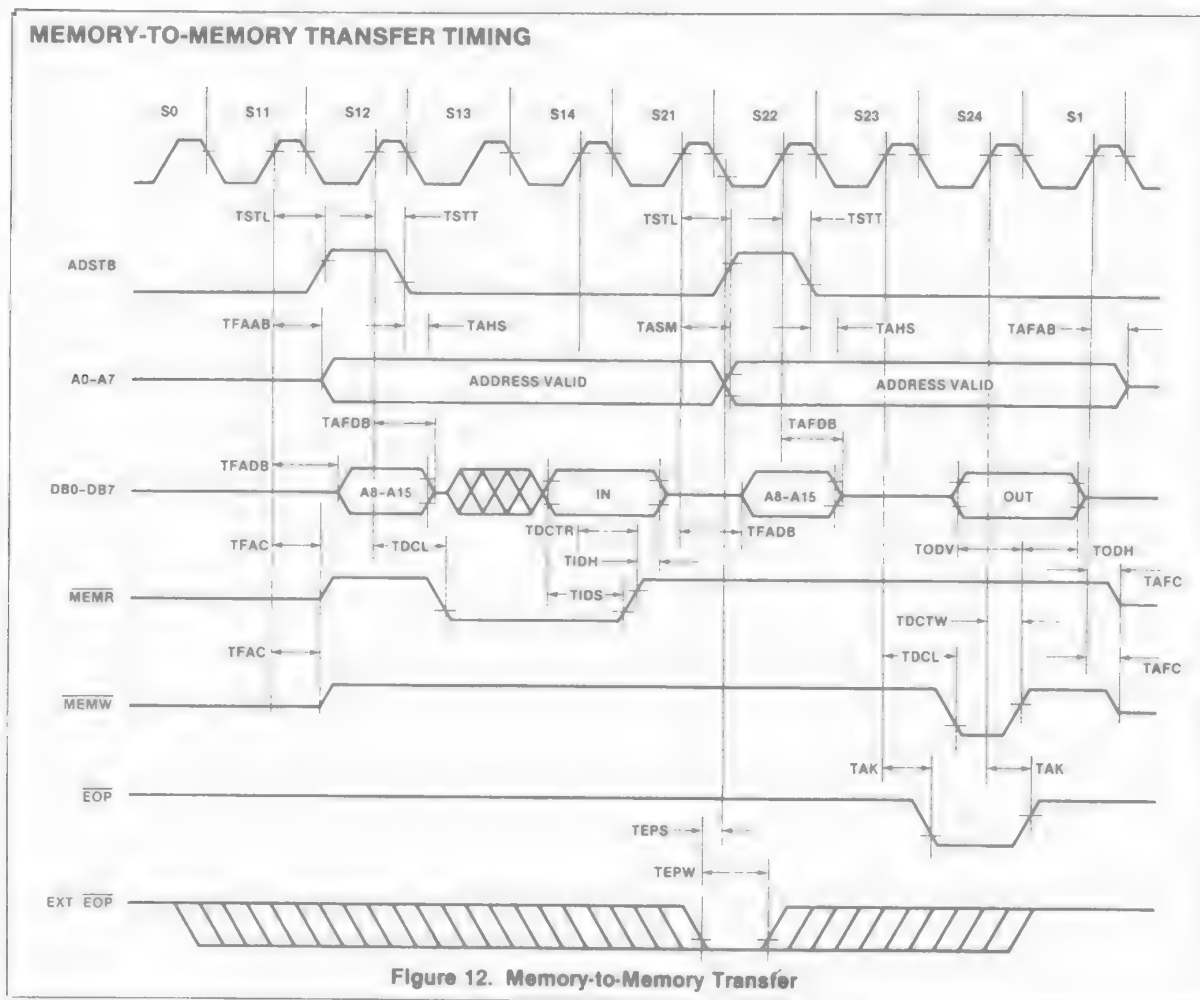 MEMORY-TO-MEMORY TRANSFER TIMING
S0 S11 S12 S13 S14 S21 S22 S23 S24 S1
TSTL TSTT TSTL TSTT
ADSTB
TFAAB TAHS TASM TAHS TAFAB
A0-A7 ADDRESS VALID ADDRESS VALID
TAFDB TAFDB
TFADB
DB0-DB7 A8-A15 IN A8-A15 OUT
TDCTR TFADB
TFAC TDCL TIDH TODV TODH
MEMR TIDS TAFC
TDCTW
TFAC TDCL TAFC
MEMW
TAK TAK
EOP
TEPS
TEPW
EXT EOP
Figure 12. Memory-to-Memory Transfer